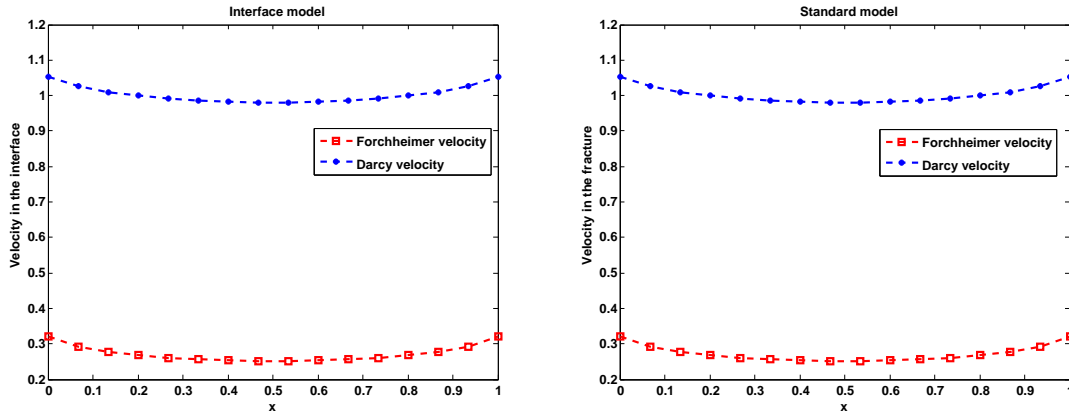 Interface model
1.2
1.1
1
0.9
0.8
0.7
0.6
0.5
0.4
0.3
0.2
Velocity in the interface
Forchheimer velocity
Darcy velocity
0 0.1 0.2 0.3 0.4 0.5 0.6 0.7 0.8 0.9 1
x
Standard model
1.2
1.1
1
0.9
0.8
0.7
0.6
0.5
0.4
0.3
0.2
Velocity in the fracture
Forchheimer velocity
Darcy velocity
0 0.1 0.2 0.3 0.4 0.5 0.6 0.7 0.8 0.9 1
x